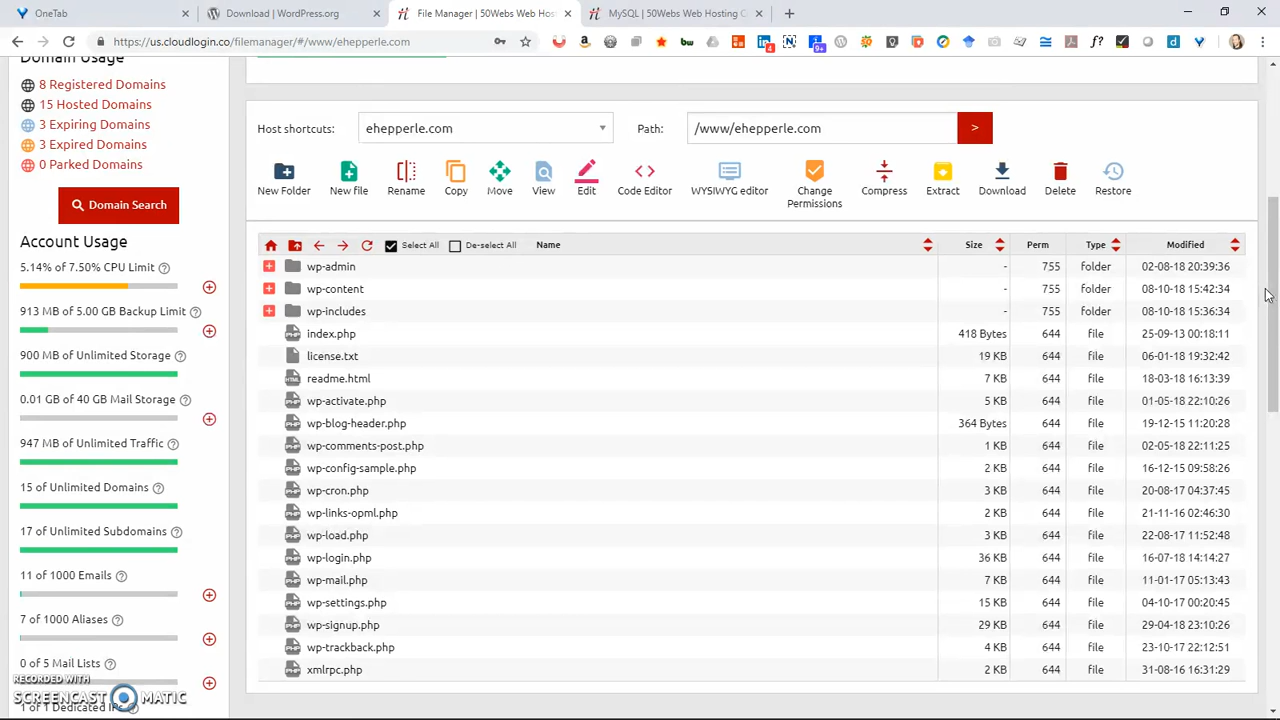 OneTab
Download | WordPress.org
File Manager | 50Webs Web Hos
MySQL | 50Webs Web Hosting C
https://us.cloudlogin.co/filemanager/#/www/ehepperle.com
Domain Usage
8 Registered Domains
15 Hosted Domains
3 Expiring Domains
3 Expired Domains
0 Parked Domains
Domain Search
Account Usage
5.14% of 7.50% CPU Limit
913 MB of 5.00 GB Backup Limit
900 MB of Unlimited Storage
0.01 GB of 40 GB Mail Storage
947 MB of Unlimited Traffic
15 of Unlimited Domains
17 of Unlimited Subdomains
11 of 1000 Emails
7 of 1000 Aliases
0 of 5 Mail Lists
RECORDED WITH
SCREENCAST MATIC
Host shortcuts: ehepperle.com Path: /www/ehepperle.com >
New Folder New file Rename Copy Move View Edit Code Editor WYSIWYG editor Change Permissions Compress Extract Download Delete Restore
Select All De-select All Name Size Perm Type Modified
wp-admin - 755 folder 02-08-18 20:39:36
wp-content - 755 folder 08-10-18 15:42:34
wp-includes - 755 folder 08-10-18 15:36:34
index.php 418 Bytes 644 file 25-09-13 00:18:11
license.txt 19 KB 644 file 06-01-18 19:32:42
readme.html 7 KB 644 file 18-03-18 16:13:39
wp-activate.php 5 KB 644 file 01-05-18 22:10:26
wp-blog-header.php 364 Bytes 644 file 19-12-15 11:20:28
wp-comments-post.php 1 KB 644 file 02-05-18 22:11:25
wp-config-sample.php 2 KB 644 file 16-12-15 09:58:26
wp-cron.php 3 KB 644 file 20-08-17 04:37:45
wp-links-opml.php 2 KB 644 file 21-11-16 02:46:30
wp-load.php 3 KB 644 file 22-08-17 11:52:48
wp-login.php 36 KB 644 file 16-07-18 14:14:27
wp-mail.php 7 KB 644 file 11-01-17 05:13:43
wp-settings.php 15 KB 644 file 04-10-17 00:20:45
wp-signup.php 29 KB 644 file 29-04-18 23:10:26
wp-trackback.php 4 KB 644 file 23-10-17 22:12:51
xmlrpc.php 2 KB 644 file 31-08-16 16:31:29